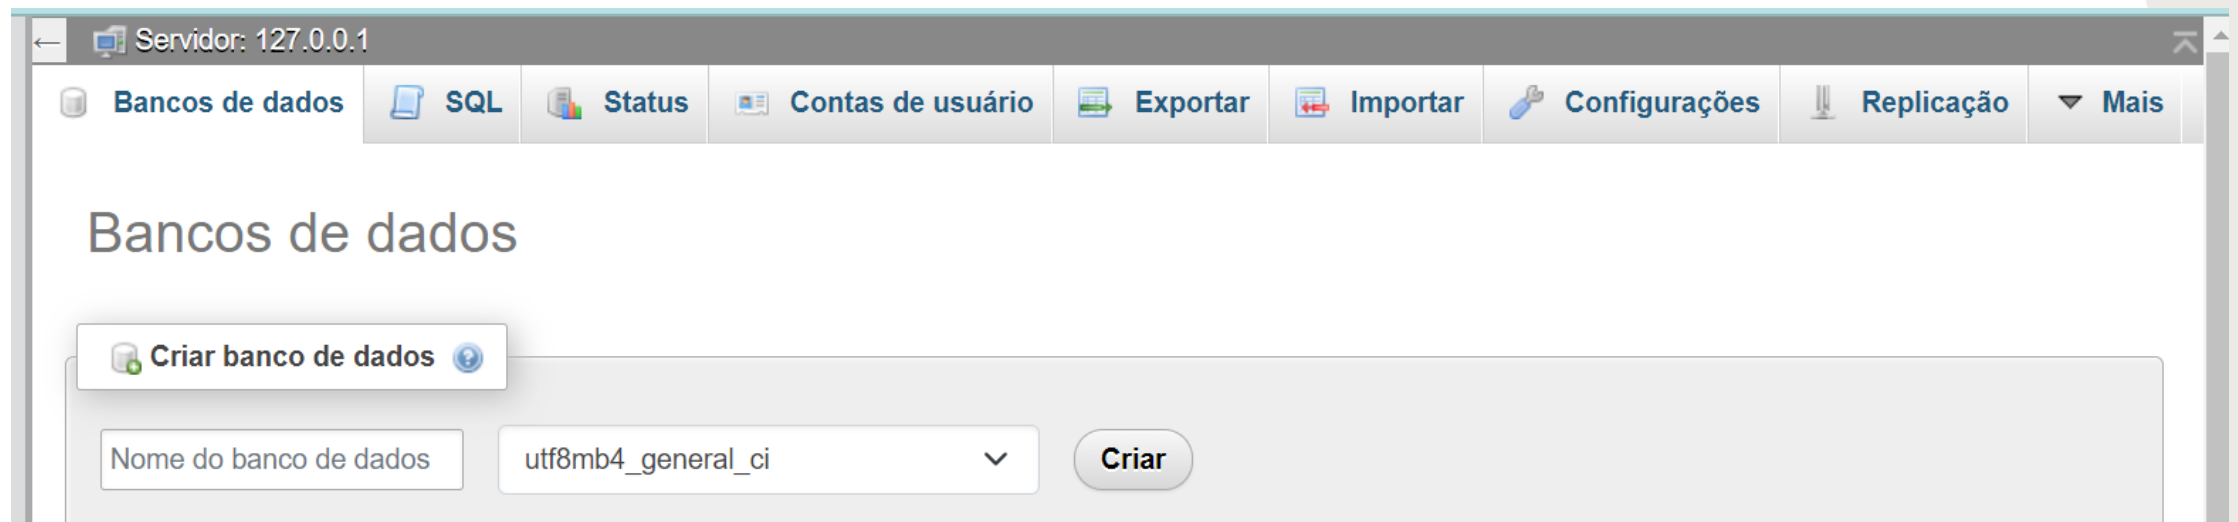 Servidor: 127.0.0.1
Bancos de dados SQL Status Contas de usuário Exportar Importar Configurações Replicação Mais
Bancos de dados
Criar banco de dados
Nome do banco de dados utf8mb4_general_ci Criar